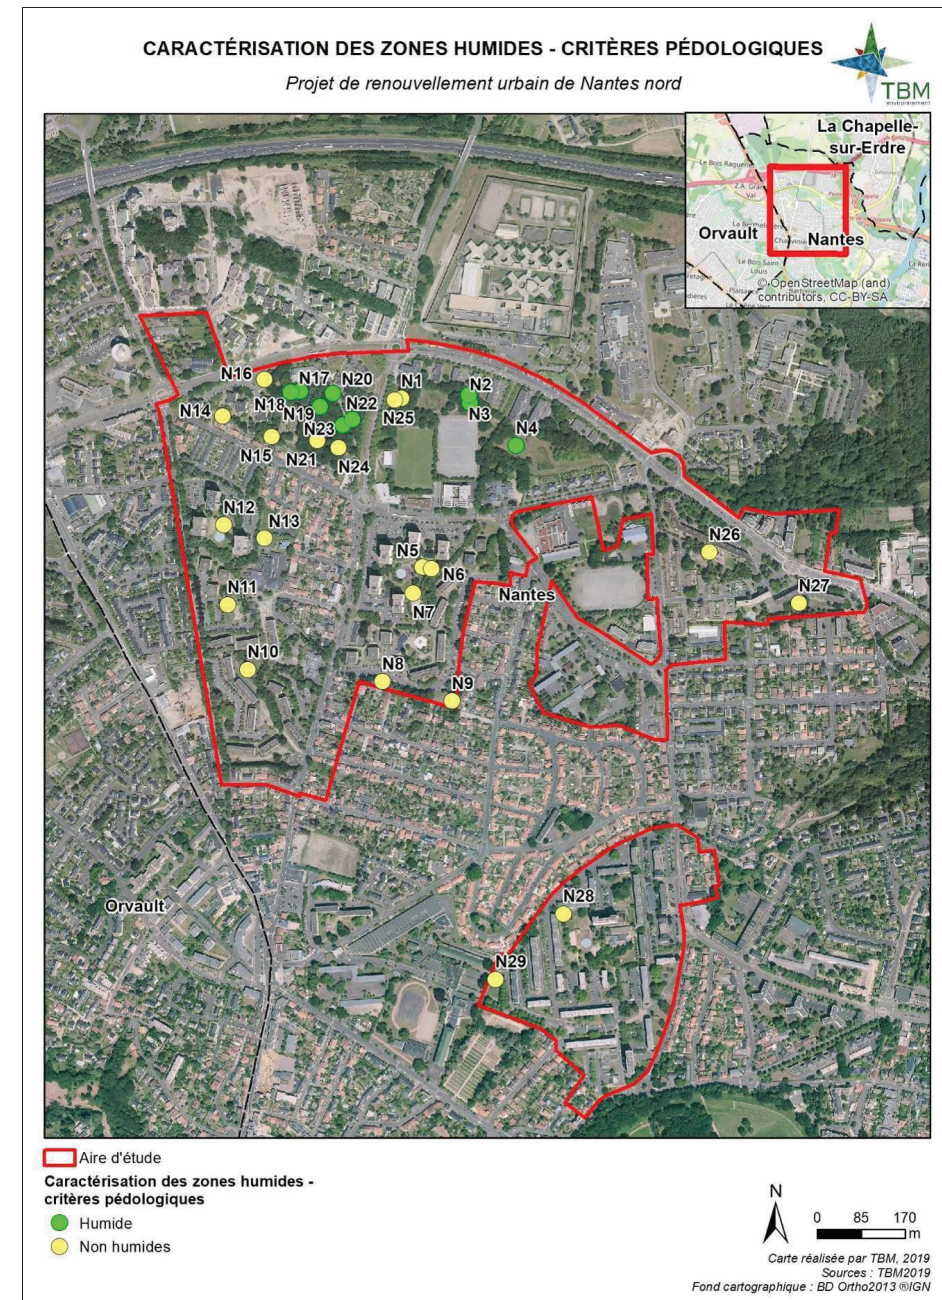 CARACTÉRISATION DES ZONES HUMIDES - CRITÈRES PÉDOLOGIQUES
Projet de renouvellement urbain de Nantes nord
TBM
environnement
La Chapelle-
sur-Erdre
Orvault
Nantes
© OpenStreetMap (and)
contributors, CC-BY-SA
N16
N17
N20
N1
N2
N18
N19
N22
N25
N3
N14
N23
N4
N15
N21
N24
N12
N13
N5
N6
N26
N11
N7
Nantes
N27
N10
N8
N9
N28
Orvault
N29
Aire d'étude
Caractérisation des zones humides -
critères pédologiques
Humide
Non humides
N
0 85 170
m
Carte réalisée par TBM, 2019
Sources : TBM2019
Fond cartographique : BD Ortho2013 ®IGN